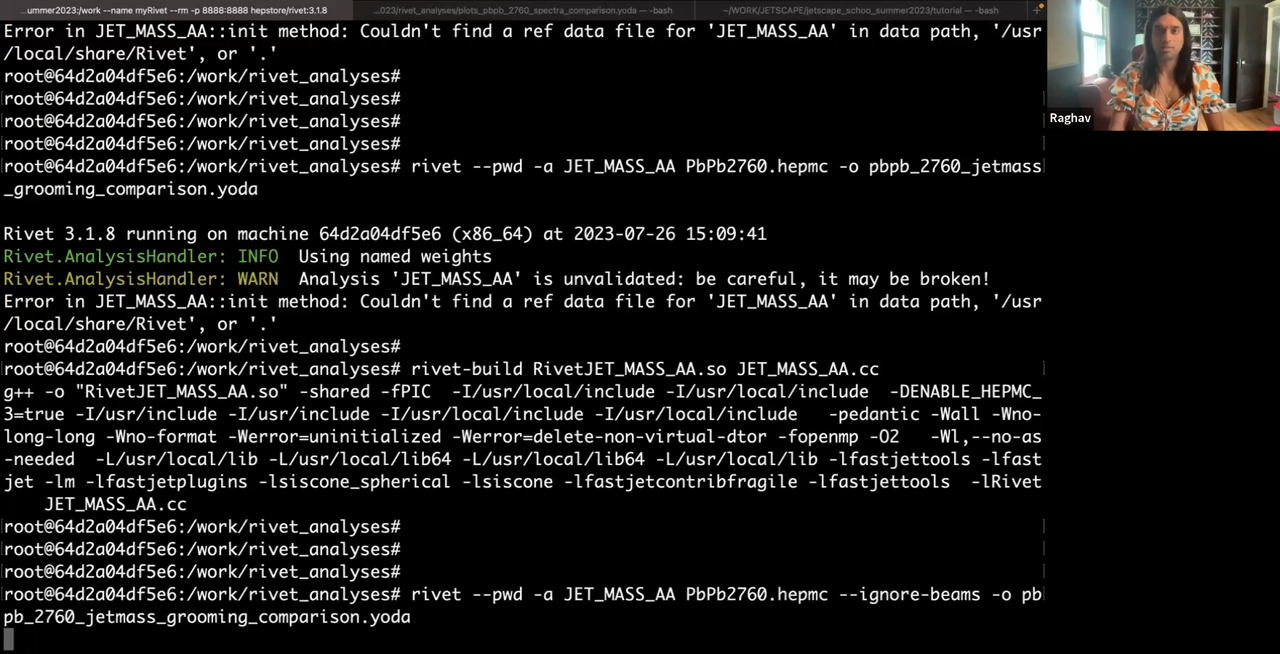 ...ummer2023:/work --name myRivet --rm -p 8888:8888 hepstore/rivet:3.1.8 ...023/rivet_analyses/plots_pbpb_2760_spectra_comparison.yoda — -bash ~/WORK/JETSCAPE/jetscape_schoo_summer2023/tutorial — -bash +
Error in JET_MASS_AA::init method: Couldn't find a ref data file for 'JET_MASS_AA' in data path, '/usr
/local/share/Rivet', or '.'
root@64d2a04df5e6:/work/rivet_analyses#
root@64d2a04df5e6:/work/rivet_analyses#
root@64d2a04df5e6:/work/rivet_analyses#
root@64d2a04df5e6:/work/rivet_analyses#
root@64d2a04df5e6:/work/rivet_analyses# rivet --pwd -a JET_MASS_AA PbPb2760.hepmc -o pbpb_2760_jetmass
_grooming_comparison.yoda
Rivet 3.1.8 running on machine 64d2a04df5e6 (x86_64) at 2023-07-26 15:09:41
Rivet.AnalysisHandler: INFO  Using named weights
Rivet.AnalysisHandler: WARN  Analysis 'JET_MASS_AA' is unvalidated: be careful, it may be broken!
Error in JET_MASS_AA::init method: Couldn't find a ref data file for 'JET_MASS_AA' in data path, '/usr
/local/share/Rivet', or '.'
root@64d2a04df5e6:/work/rivet_analyses#
root@64d2a04df5e6:/work/rivet_analyses# rivet-build RivetJET_MASS_AA.so JET_MASS_AA.cc
g++ -o "RivetJET_MASS_AA.so" -shared -fPIC  -I/usr/local/include -I/usr/local/include  -DENABLE_HEPMC_
3=true -I/usr/include -I/usr/include -I/usr/include -I/usr/local/include   -pedantic -Wall -Wno-
long-long -Wno-format -Werror=uninitialized -Werror=delete-non-virtual-dtor -fopenmp -O2   -Wl,--no-as
-needed  -L/usr/local/lib -L/usr/local/lib64 -L/usr/local/lib64 -L/usr/local/lib -lfastjettools -lfast
jet -lm -lfastjetplugins -lsiscone_spherical -lsiscone -lfastjetcontribfragile -lfastjettools  -lRivet
JET_MASS_AA.cc
root@64d2a04df5e6:/work/rivet_analyses#
root@64d2a04df5e6:/work/rivet_analyses#
root@64d2a04df5e6:/work/rivet_analyses#
root@64d2a04df5e6:/work/rivet_analyses# rivet --pwd -a JET_MASS_AA PbPb2760.hepmc --ignore-beams -o pb
pb_2760_jetmass_grooming_comparison.yoda
Raghav